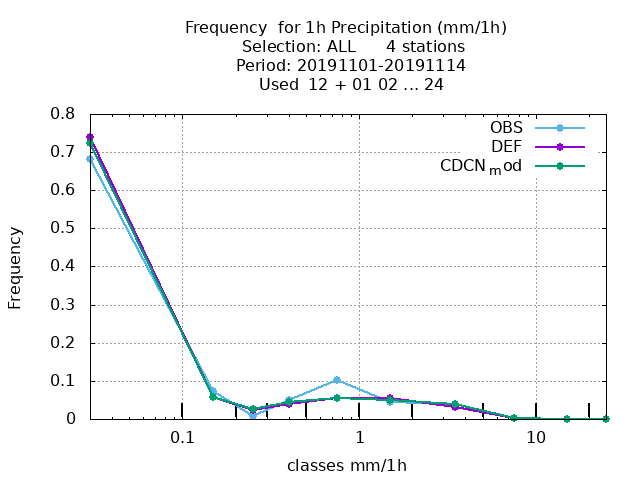 Frequency  for 1h Precipitation (mm/1h)
Selection: ALL      4 stations
Period: 20191101-20191114
Used  12 + 01 02 ... 24
OBS
DEF
CDCN_mod
Frequency
0.8
0.7
0.6
0.5
0.4
0.3
0.2
0.1
0
0.1 1 10
classes mm/1h